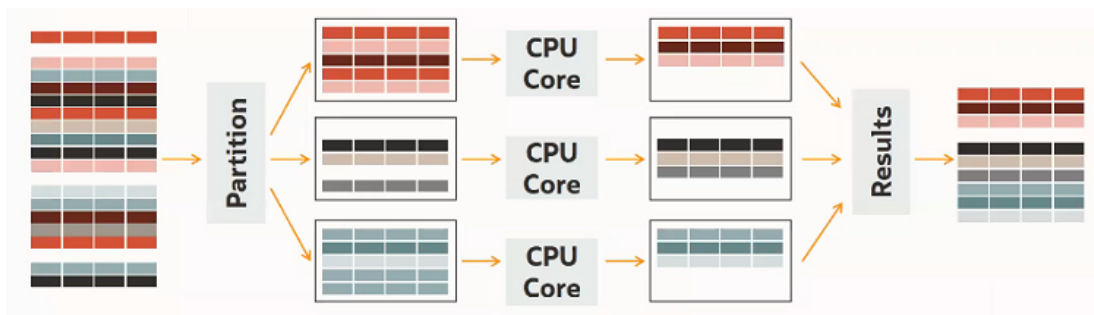 Partition
CPU
Core
CPU
Core
CPU
Core
Results